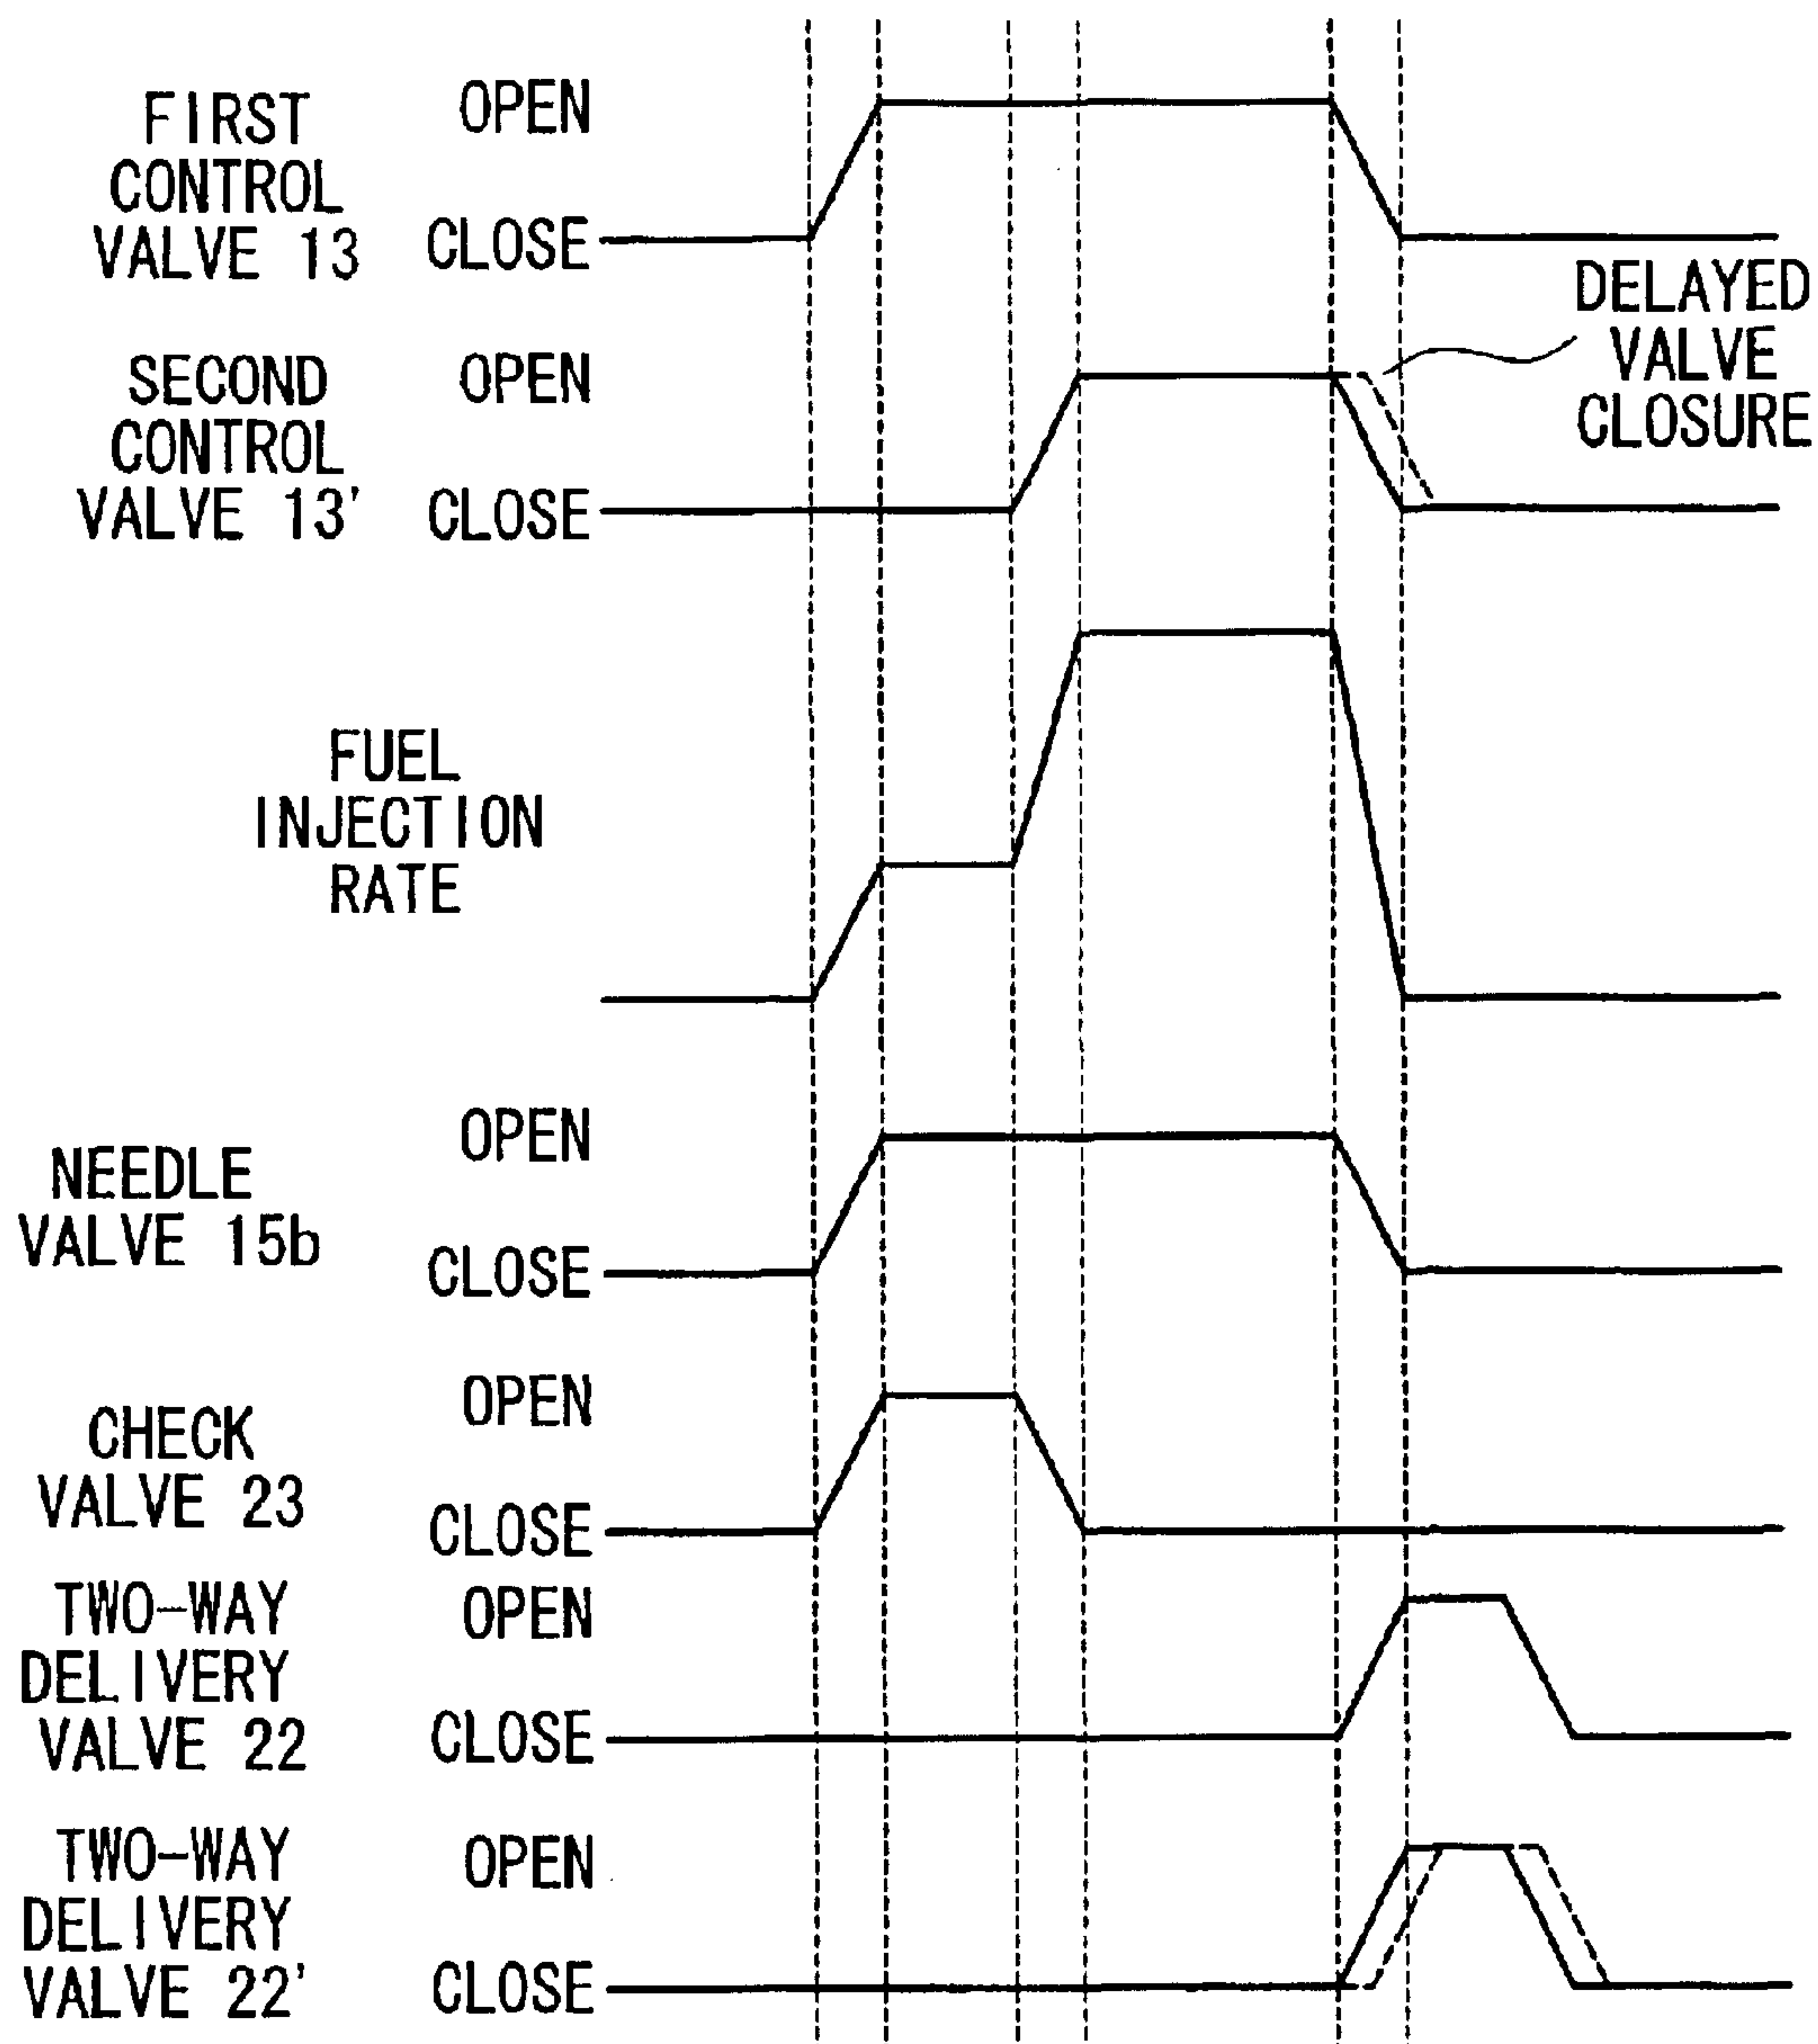 FIRST
CONTROL
VALVE 13
OPEN
CLOSE
DELAYED
VALVE
CLOSURE
SECOND
CONTROL
VALVE 13'
OPEN
CLOSE
FUEL
INJECTION
RATE
NEEDLE
VALVE 15b
OPEN
CLOSE
CHECK
VALVE 23
OPEN
CLOSE
TWO-WAY
DELIVERY
VALVE 22
OPEN
CLOSE
TWO-WAY
DELIVERY
VALVE 22'
OPEN
CLOSE